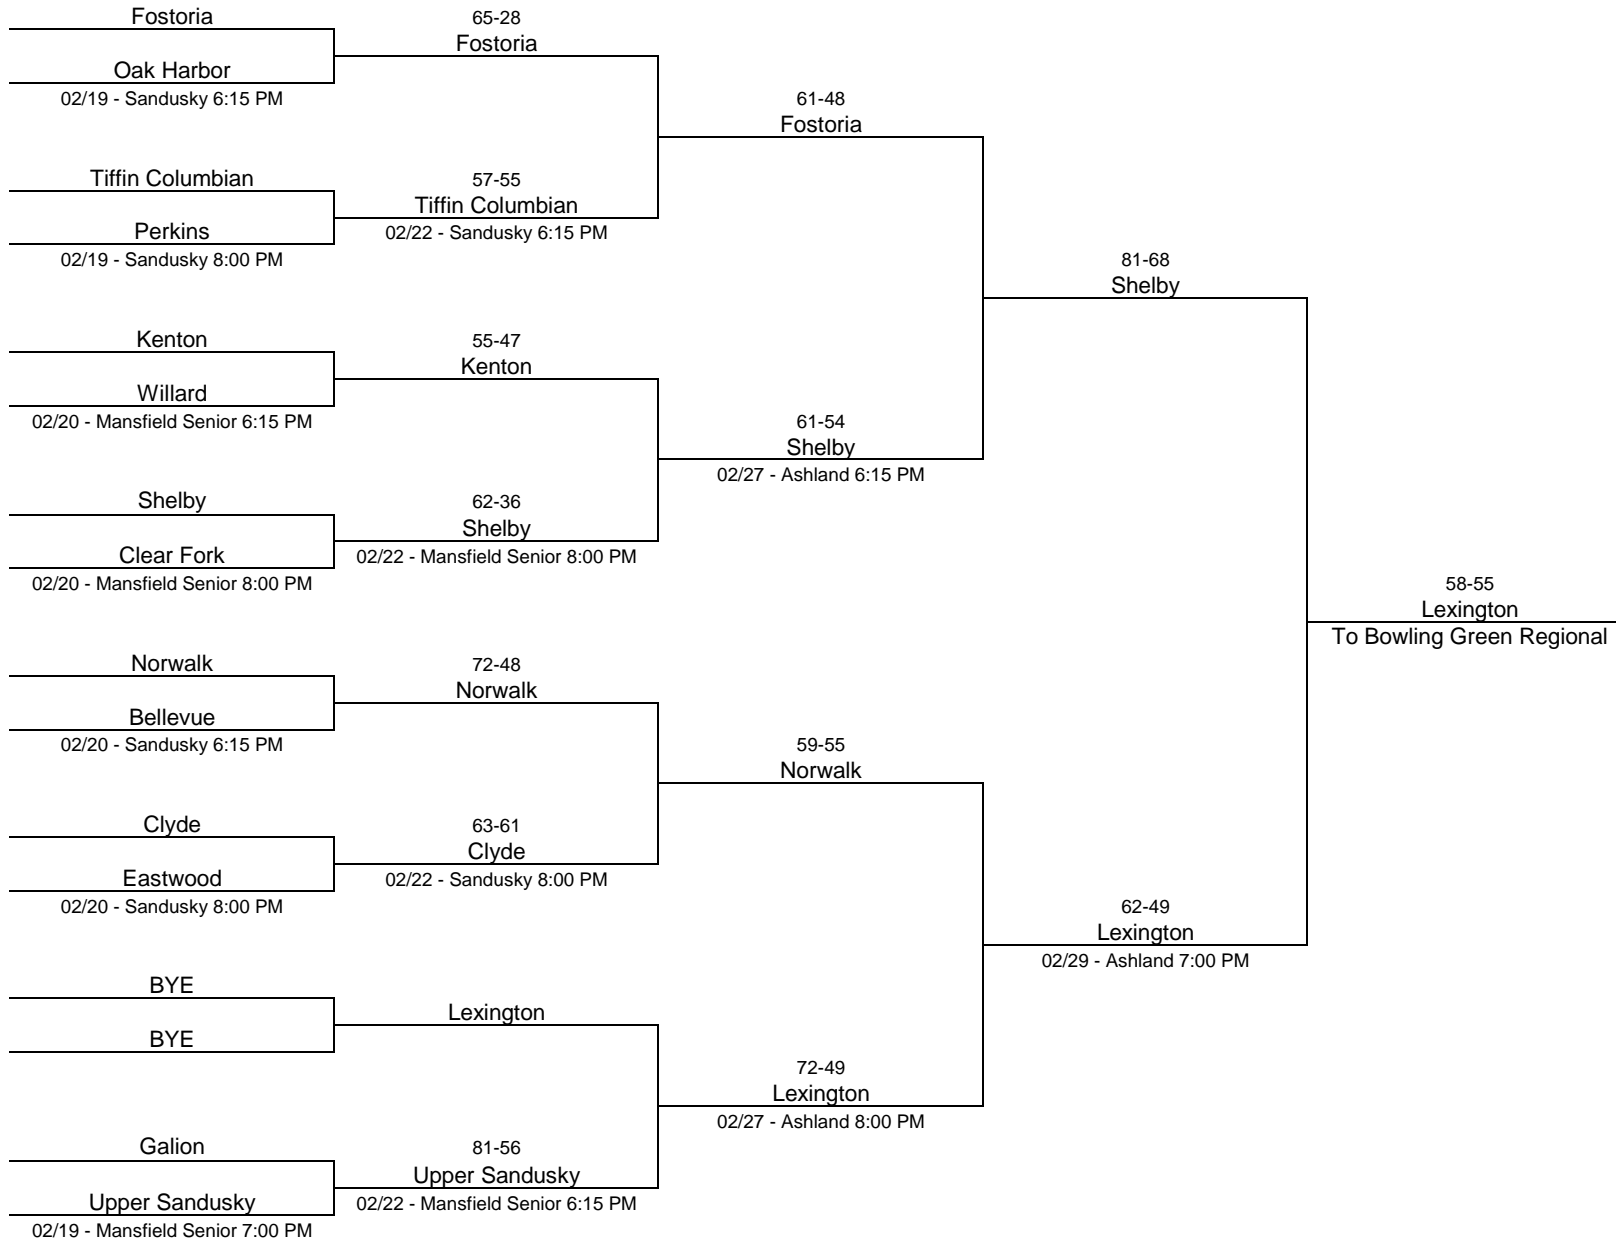 Fostoria
Oak Harbor
02/19 - Sandusky 6:15 PM
Tiffin Columbian
Perkins
02/19 - Sandusky 8:00 PM
Kenton
Willard
02/20 - Mansfield Senior 6:15 PM
Shelby
Clear Fork
02/20 - Mansfield Senior 8:00 PM
Norwalk
Bellevue
02/20 - Sandusky 6:15 PM
Clyde
Eastwood
02/20 - Sandusky 8:00 PM
BYE
BYE
Galion
Upper Sandusky
02/19 - Mansfield Senior 7:00 PM
65-28
Fostoria
57-55
Tiffin Columbian
02/22 - Sandusky 6:15 PM
55-47
Kenton
62-36
Shelby
02/22 - Mansfield Senior 8:00 PM
72-48
Norwalk
63-61
Clyde
02/22 - Sandusky 8:00 PM
Lexington
81-56
Upper Sandusky
02/22 - Mansfield Senior 6:15 PM
61-48
Fostoria
61-54
Shelby
02/27 - Ashland 6:15 PM
59-55
Norwalk
72-49
Lexington
02/27 - Ashland 8:00 PM
81-68
Shelby
62-49
Lexington
02/29 - Ashland 7:00 PM
58-55
Lexington
To Bowling Green Regional